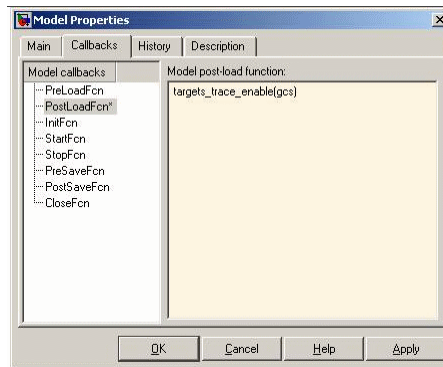 Model Properties
Main Callbacks History Description
Model callbacks
PreLoadFcn
PostLoadFcn*
InitFcn
StartFcn
StopFcn
PreSaveFcn
PostSaveFcn
CloseFcn
Model post-load function:
targets_trace_enable(gcs)
OK Cancel Help Apply